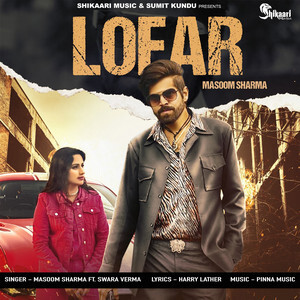 SHIKAARI MUSIC & SUMIT KUNDU PRESENTS
Shikaari
LOFAR
MASOOM SHARMA
SINGER – MASOOM SHARMA FT. SWARA VERMA LYRICS – HARRY LATHER MUSIC – PINNA MUSIC